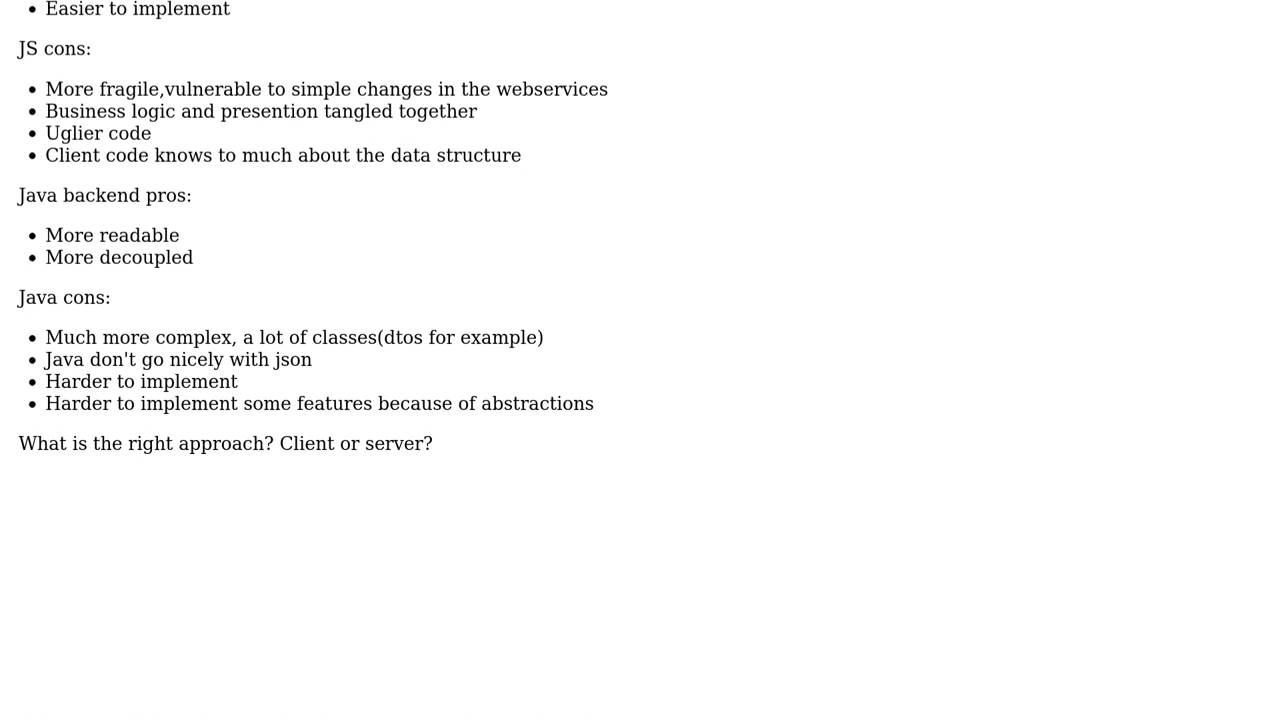 • Easier to implement
JS cons:
• More fragile,vulnerable to simple changes in the webservices
• Business logic and presention tangled together
• Uglier code
• Client code knows to much about the data structure
Java backend pros:
• More readable
• More decoupled
Java cons:
• Much more complex, a lot of classes(dtos for example)
• Java don't go nicely with json
• Harder to implement
• Harder to implement some features because of abstractions
What is the right approach? Client or server?